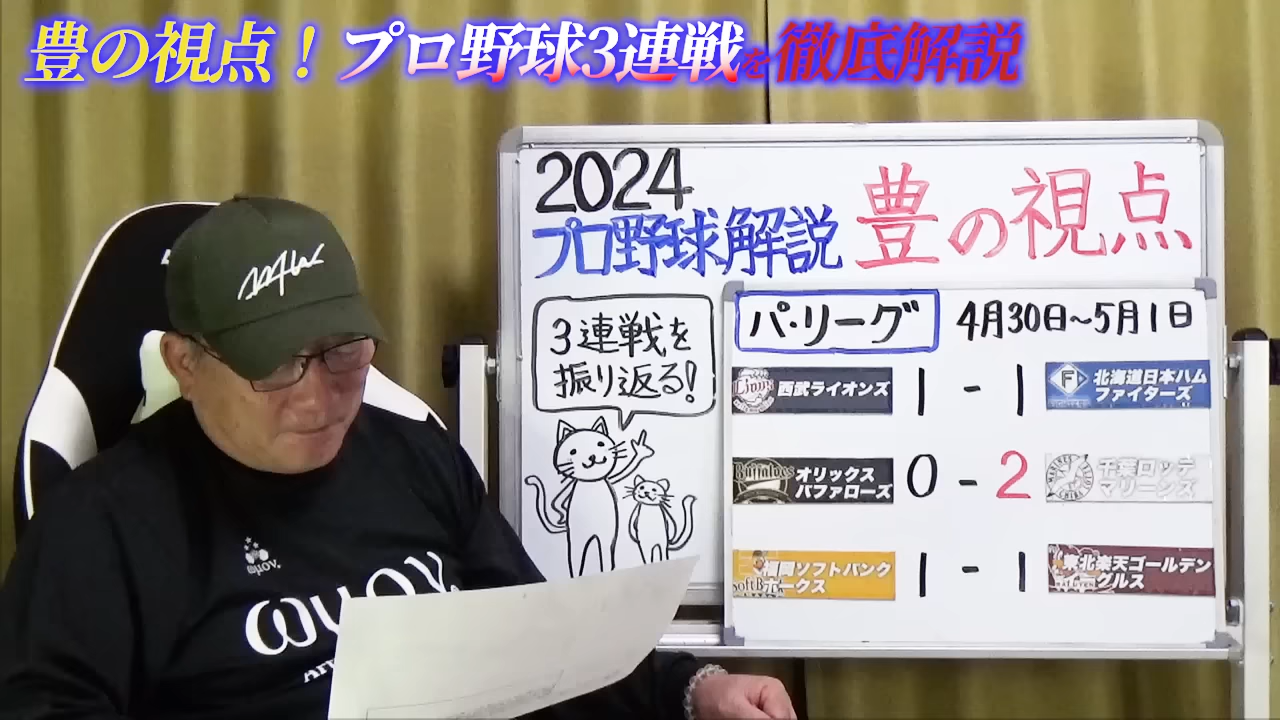 豊の視点！プロ野球3連戦を徹底解説
2024
プロ野球解説 豊の視点
3連戦を
振り返る!
パ・リーグ 4月30日~5月1日
西武ライオンズ 1 - 1 北海道日本ハム
ファイターズ
オリックス
バファローズ 0 - 2 千葉ロッテ
マリーンズ
福岡ソフトバンク
ホークス 1 - 1 東北楽天ゴールデン
イーグルス
ωμον.
ωμον.